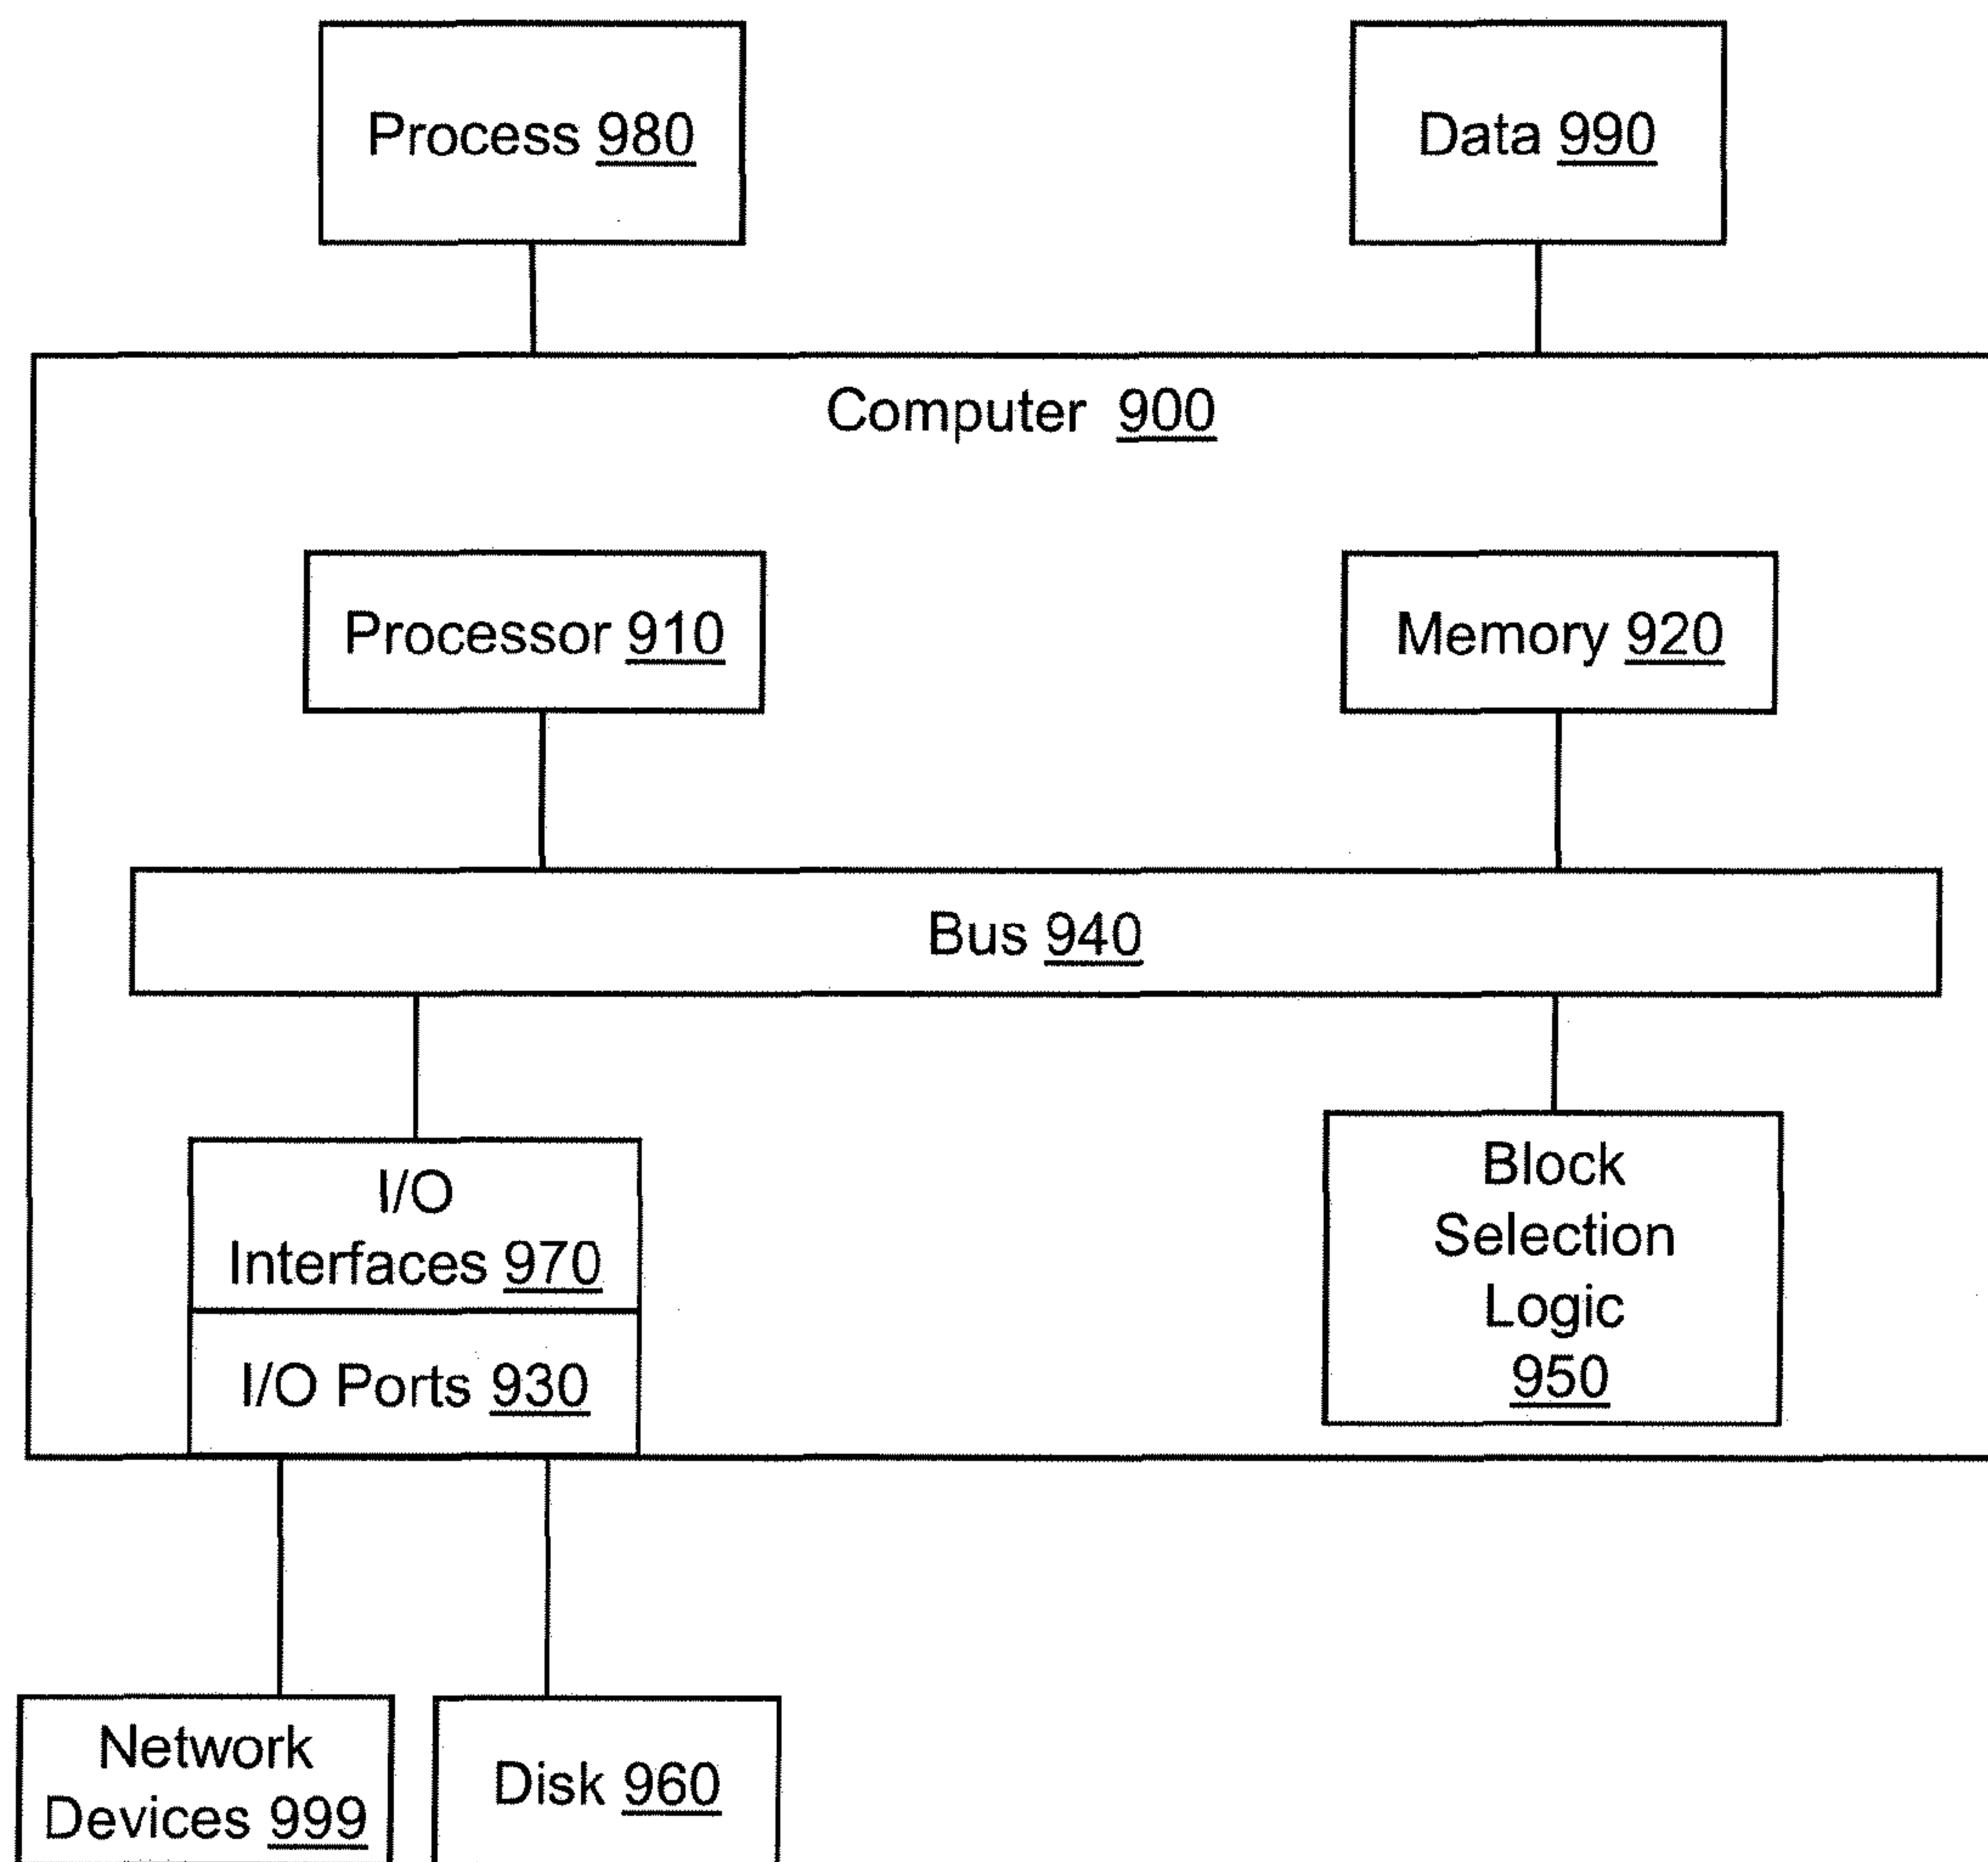 Process 980
Data 990
Computer 900
Processor 910
Memory 920
Bus 940
I/O
Interfaces 970
I/O Ports 930
Block
Selection
Logic
950
Network
Devices 999
Disk 960